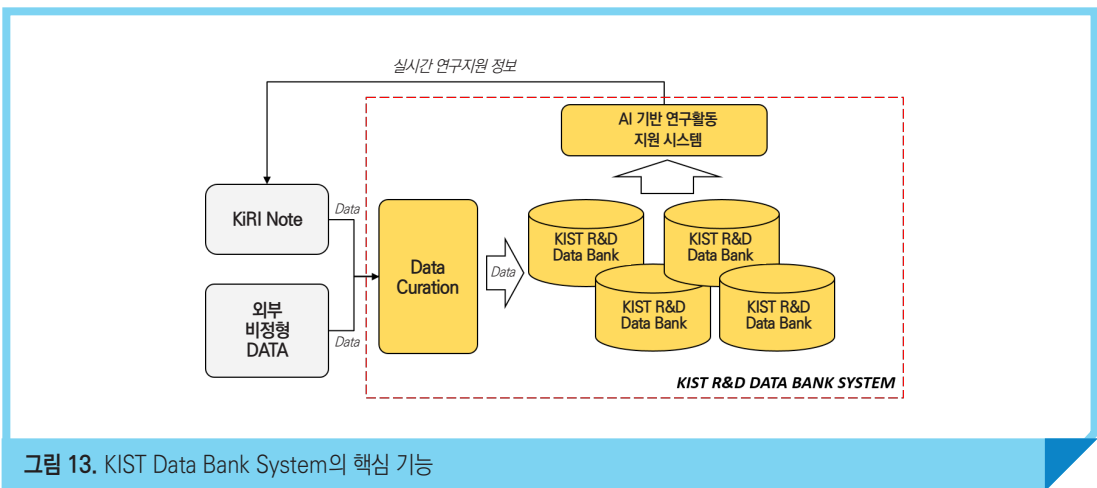 실시간 연구지원 정보
AI 기반 연구활동
지원 시스템
KiRI Note
Data
외부
비정형
DATA
Data
Data
Curation
Data
KIST R&D
Data Bank
KIST R&D
Data Bank
KIST R&D
Data Bank
KIST R&D
Data Bank
KIST R&D DATA BANK SYSTEM
그림 13. KIST Data Bank System의 핵심 기능